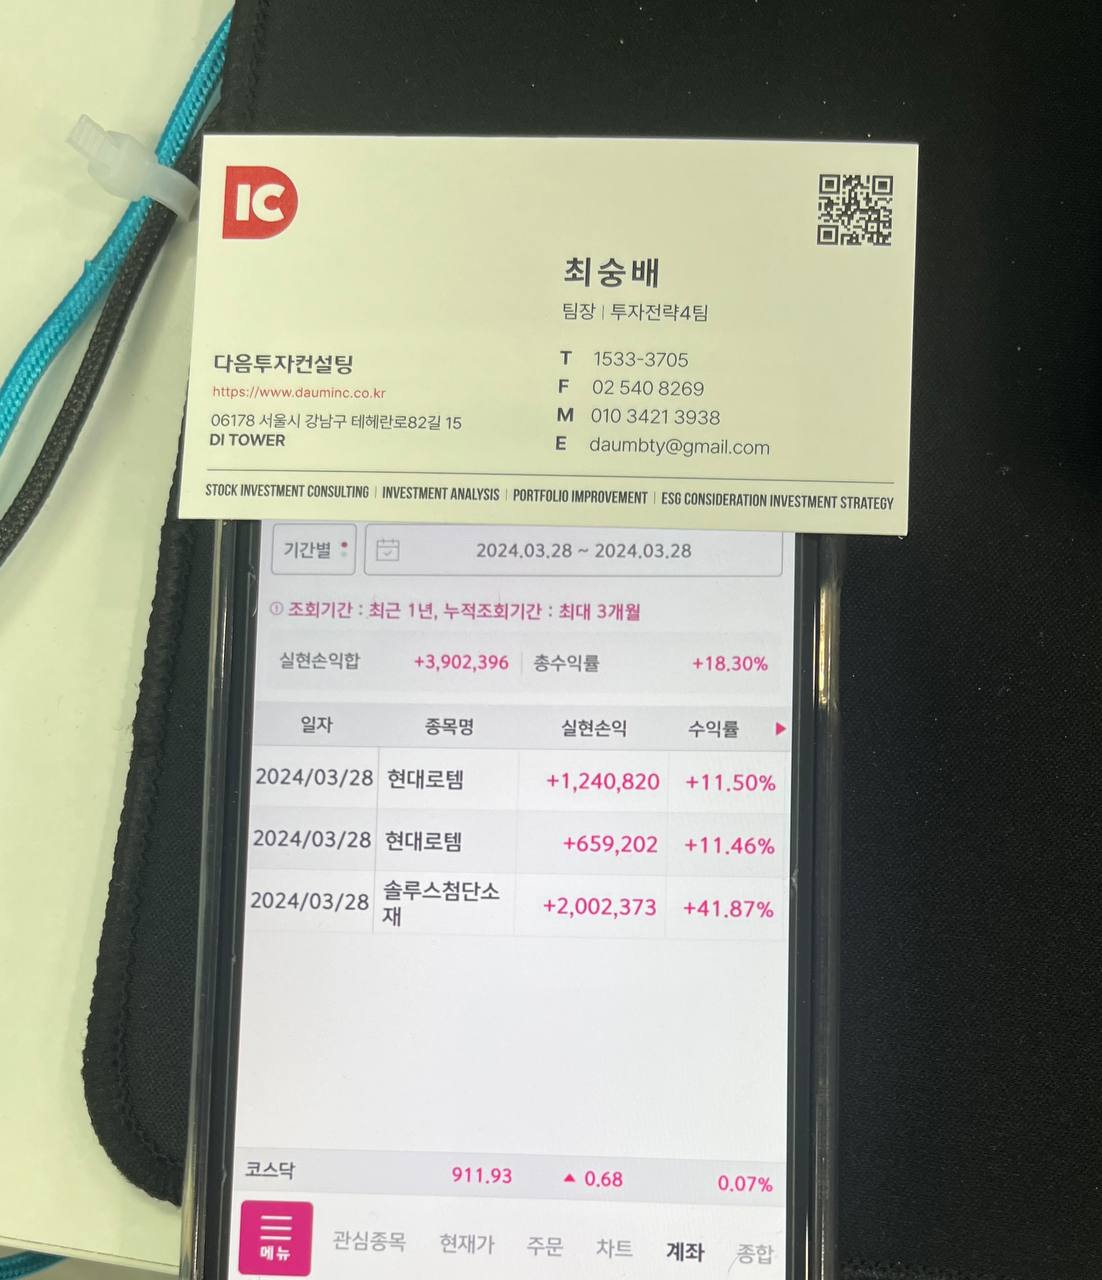 IC
최숭배
팀장 | 투자전략4팀
다음투자컨설팅
https://www.dauminc.co.kr
06178 서울시 강남구 테헤란로82길 15
DI TOWER
T 1533-3705
F 02 540 8269
M 010 3421 3938
E daumbty@gmail.com
STOCK INVESTMENT CONSULTING | INVESTMENT ANALYSIS | PORTFOLIO IMPROVEMENT | ESG CONSIDERATION INVESTMENT STRATEGY
기간별 2024.03.28 ~ 2024.03.28
조회기간 : 최근 1년, 누적조회기간 : 최대 3개월
실현손익합 +3,902,396 총수익률 +18.30%
일자 종목명 실현손익 수익률
2024/03/28 현대로템 +1,240,820 +11.50%
2024/03/28 현대로템 +659,202 +11.46%
2024/03/28 솔루스첨단소재 +2,002,373 +41.87%
코스닥 911.93 ▲ 0.68 0.07%
메뉴 관심종목 현재가 주문 차트 계좌 종합